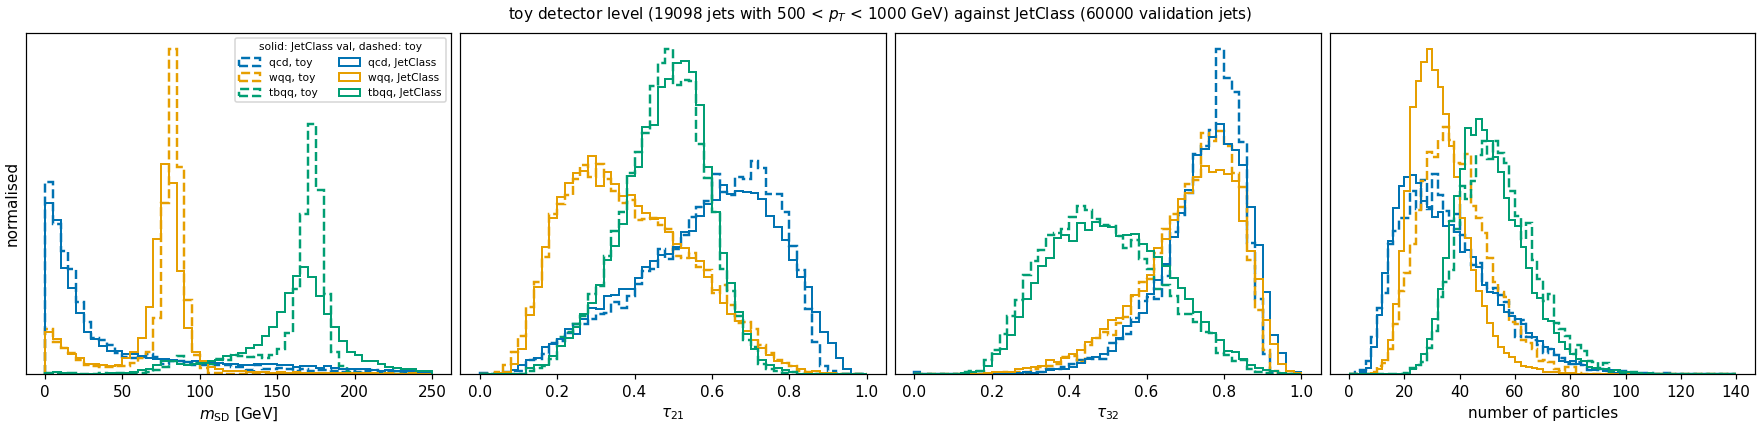 toy detector level (19098 jets with 500 < p_T < 1000 GeV) against JetClass (60000 validation jets)
normalised
solid: JetClass val, dashed: toy
qcd, toy
wqq, toy
tbqq, toy
qcd, JetClass
wqq, JetClass
tbqq, JetClass
0 50 100 150 200 250
m_SD [GeV]
0.0 0.2 0.4 0.6 0.8 1.0
τ_21
0.0 0.2 0.4 0.6 0.8 1.0
τ_32
0 20 40 60 80 100 120 140
number of particles